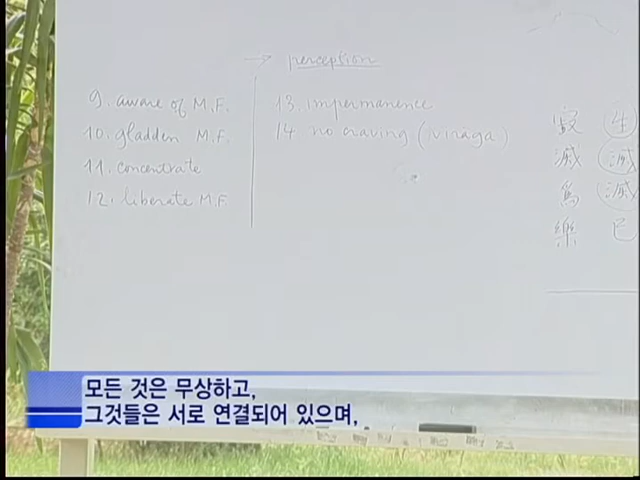 → perception
9. aware of M.F.
10. gladden M.F.
11. concentrate
12. liberate M.F.
13. impermanence
14 no craving (virāga)
寂 生
滅 滅
爲 滅
樂 已
모든 것은 무상하고,
그것들은 서로 연결되어 있으며,